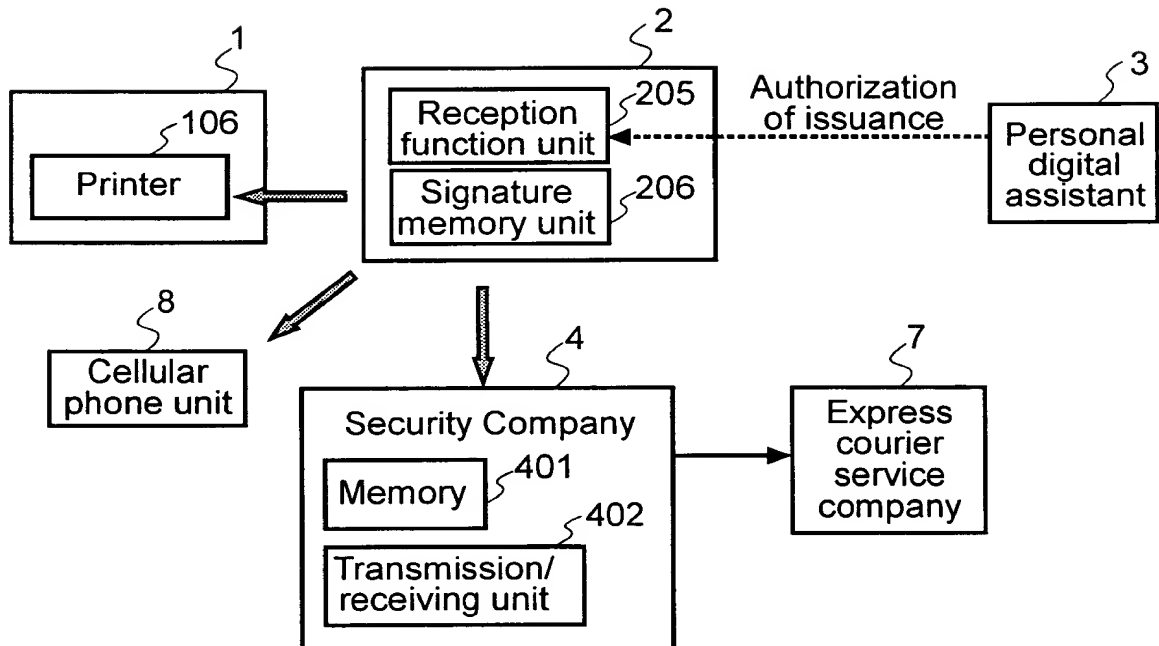 1
106
Printer
2
Reception
function unit
205
Signature
memory unit
206
Authorization
of issuance
3
Personal
digital
assistant
8
Cellular
phone unit
4
Security Company
Memory
401
402
Transmission/
receiving unit
7
Express
courier
service
company